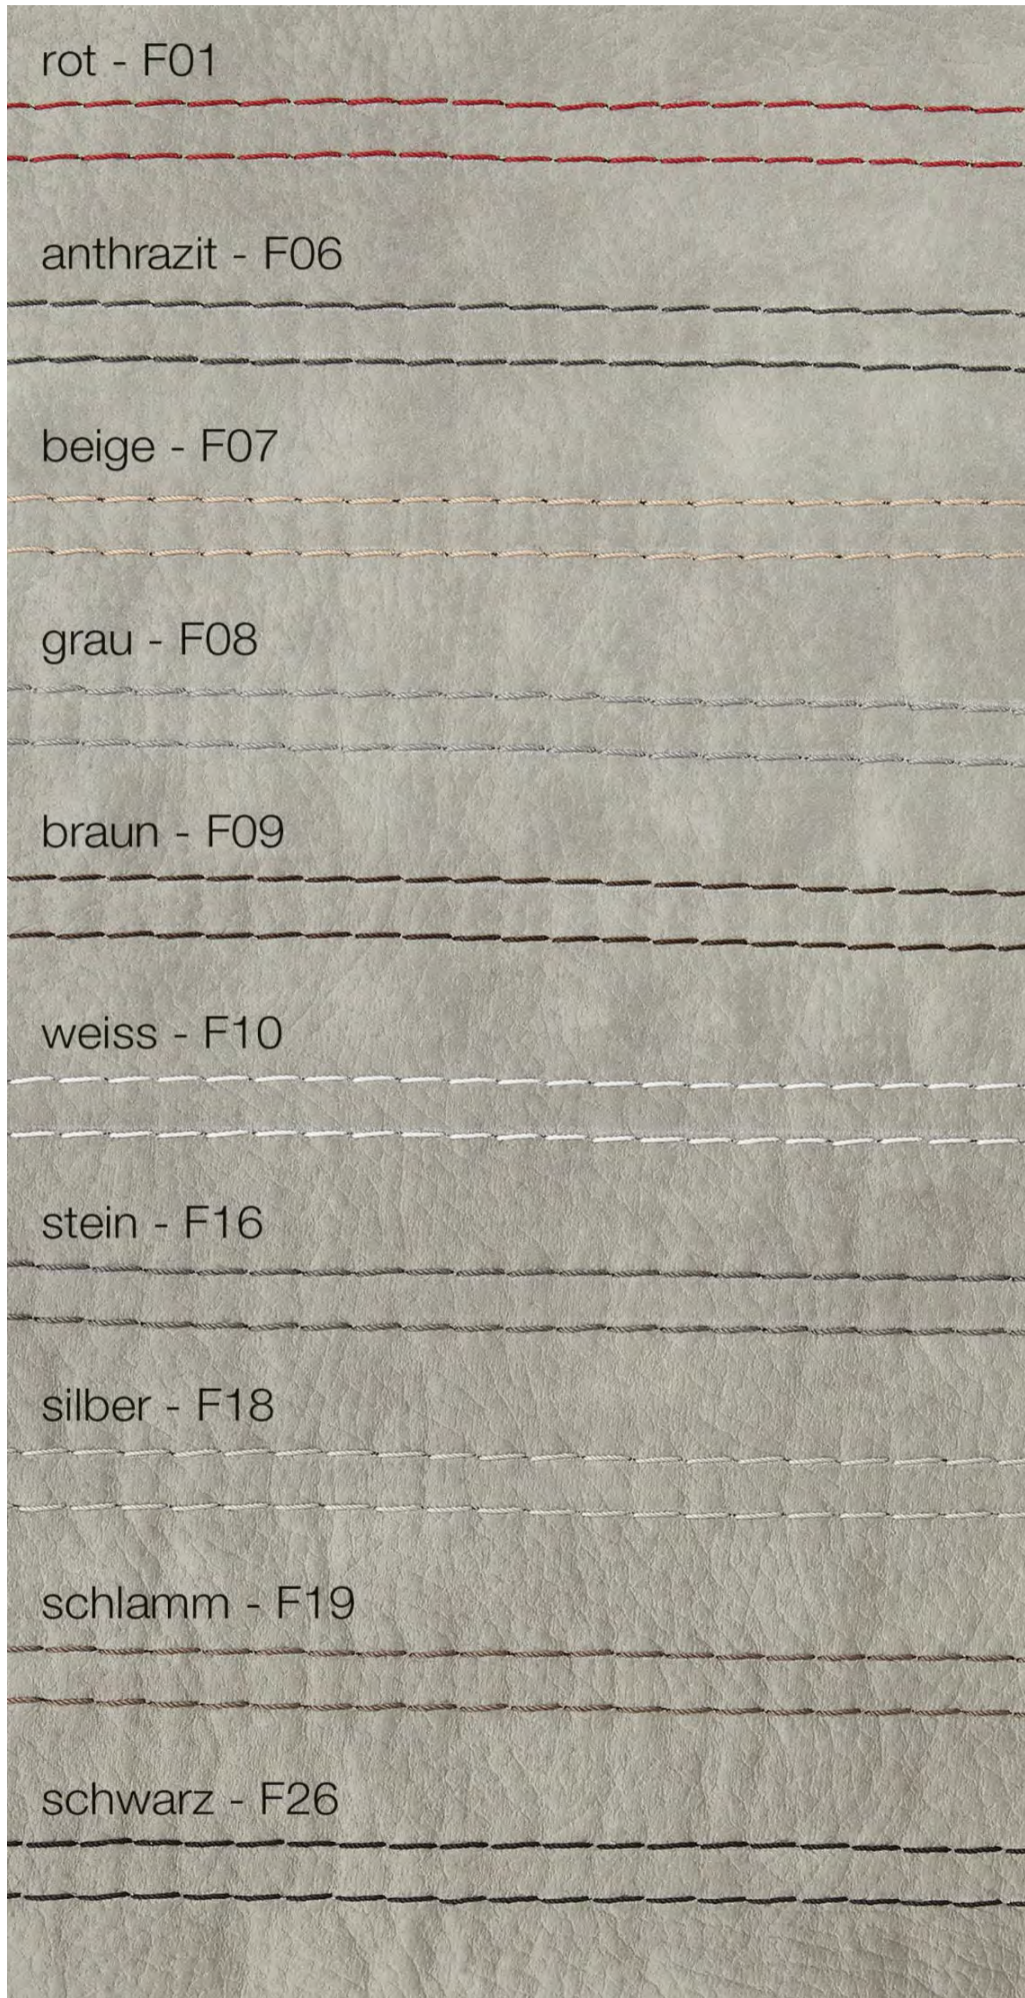 rot - F01
anthrazit - F06
beige - F07
grau - F08
braun - F09
weiss - F10
stein - F16
silber - F18
schlamm - F19
schwarz - F26